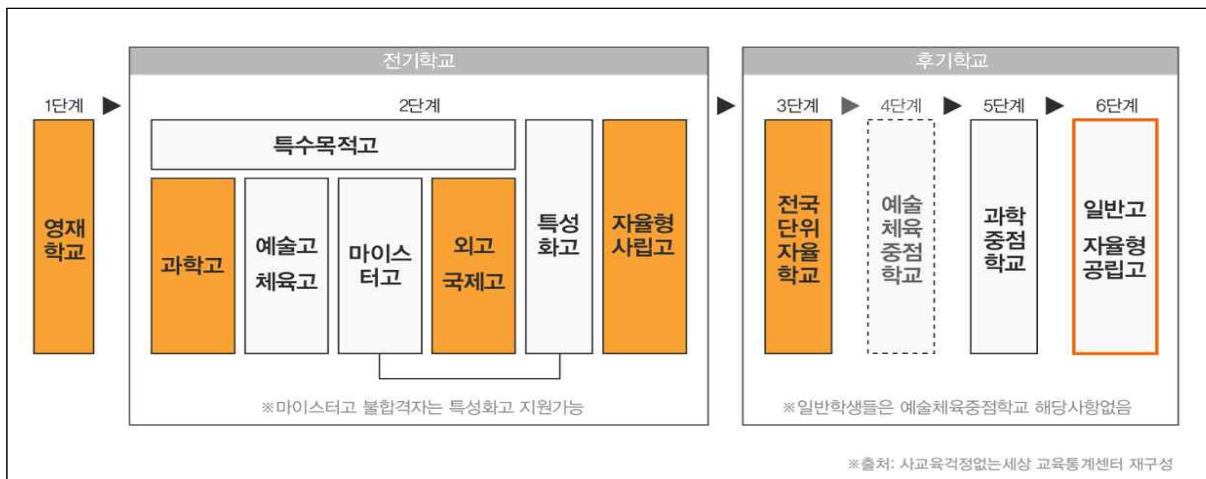 전기학교
후기학교
1단계 ▶
2단계
▶ 3단계 ▶ 4단계 ▶ 5단계 ▶ 6단계
영재
학교
특수목적고
과학고
예술고
체육고
마이스
터고
외고
국제고
특성
화고
자율형
사립고
전국
단위
자율
학교
예술
체육
중점
학교
과학
중점
학교
일반고
자율형
공립고
※마이스터고 불합격자는 특성화고 지원가능
※일반학생들은 예술체육중점학교 해당사항없음
※출처: 사교육걱정없는세상 교육통계센터 재구성